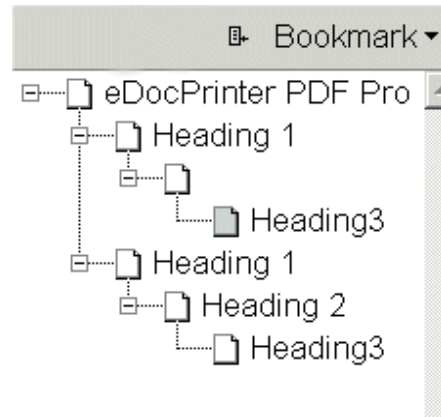 Bookmark
eDocPrinter PDF Pro
Heading 1
Heading3
Heading 1
Heading 2
Heading3